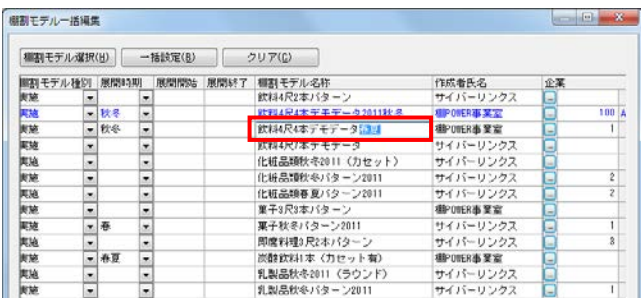 棚割モデル一括編集
棚割モデル選択(H) 一括設定(B) クリア(C)
棚割モデル種別 展開時期 展開開始 展開終了 棚割モデル名称 作成者氏名 企業
実施 飲料4尺2本パターン サイバーリンクス
実施 秋冬 飲料4尺4本デモデータ2011秋冬 棚POWER事業室 100 A
実施 秋冬 飲料4尺4本デモデータ春夏 棚POWER事業室 1
実施 飲料4尺7本デモデータ サイバーリンクス
実施 化粧品類秋冬2011（カセット） サイバーリンクス
実施 化粧品類秋冬パターン2011 サイバーリンクス 2
実施 化粧品類春夏パターン2011 サイバーリンクス 2
実施 菓子3尺3本パターン 棚POWER事業室
実施 春 菓子秋冬パターン2011 サイバーリンクス 1
実施 即席料理3尺2本パターン サイバーリンクス 3
実施 春夏 炭酸飲料1本（カセット有） 棚POWER事業室
実施 乳製品秋冬2011（ラウンド） サイバーリンクス
実施 乳製品秋冬パターン2011 サイバーリンクス 1